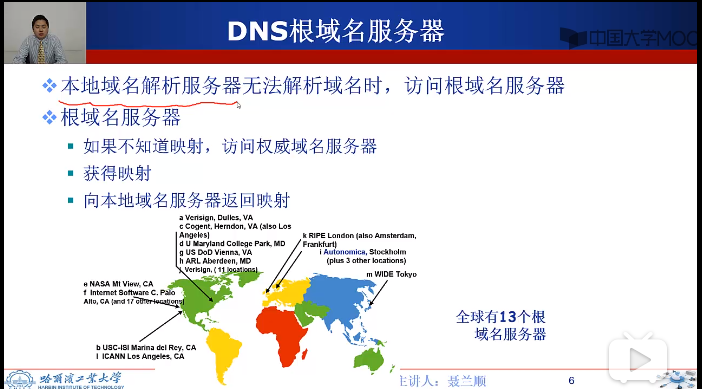 DNS根域名服务器
中国大学MOOC
本地域名解析服务器无法解析域名时，访问根域名服务器
根域名服务器
如果不知道映射，访问权威域名服务器
获得映射
向本地域名服务器返回映射
a Verisign, Dulles, VA
c Cogent, Herndon, VA (also Los
Angeles)
d U Maryland College Park, MD
g US DoD Vienna, VA
h ARL Aberdeen, MD
j Verisign, ( 11 locations)
k RIPE London (also Amsterdam,
Frankfurt)
i Autonomica, Stockholm
(plus 3 other locations)
m WIDE Tokyo
e NASA Mt View, CA
f Internet Software C. Palo
Alto, CA (and 17 other locations)
b USC-ISI Marina del Rey, CA
l ICANN Los Angeles, CA
全球有13个根
域名服务器
哈尔滨工业大学
HARBIN INSTITUTE OF TECHNOLOGY
主讲人：聂兰顺
6